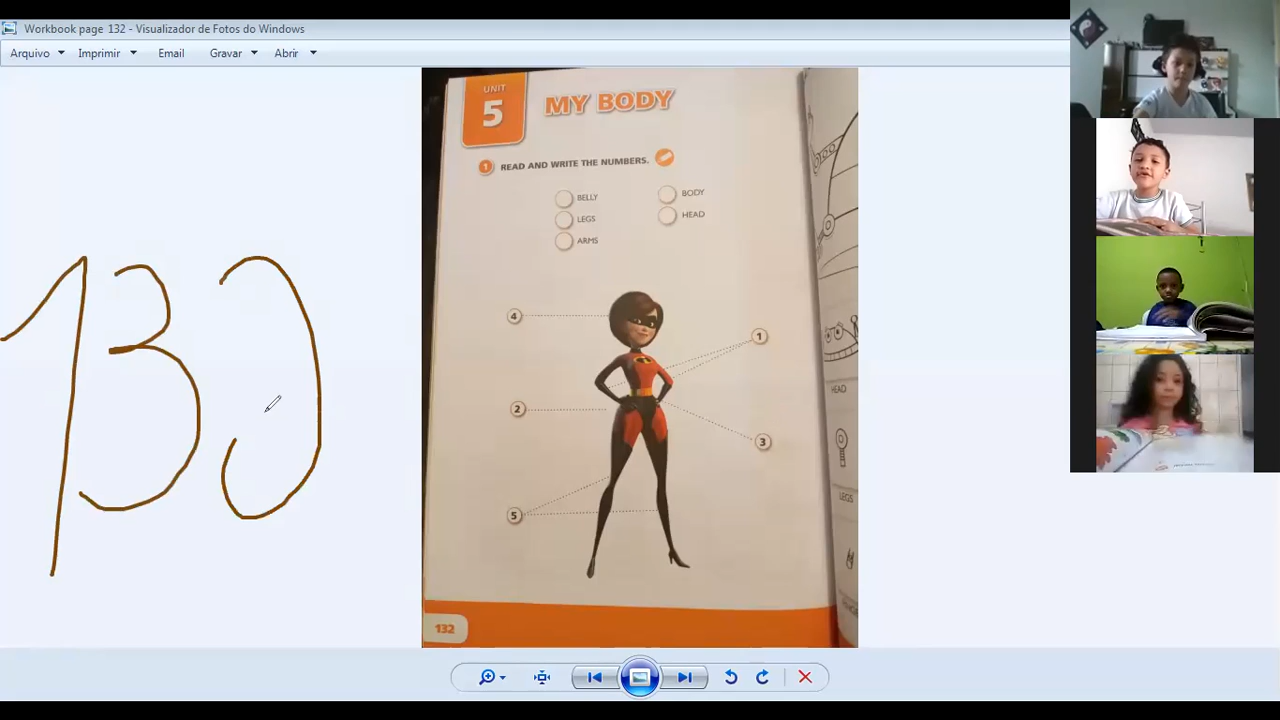 Workbook page 132 - Visualizador de Fotos do Windows
Arquivo Imprimir Email Gravar Abrir
UNIT
5
MY BODY
1 READ AND WRITE THE NUMBERS.
BELLY BODY
LEGS HEAD
ARMS
4
1
2
3
5
132
HEAD
LEGS
13